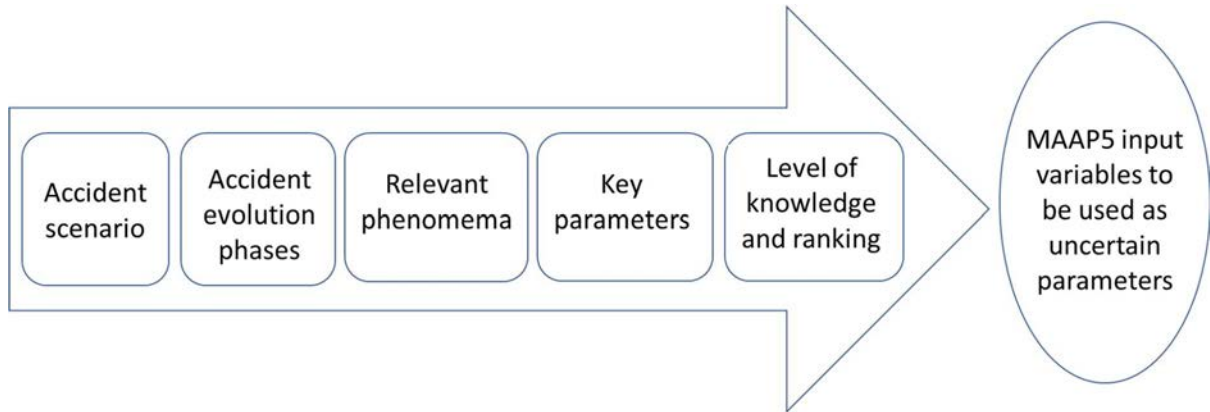 Accident
scenario
Accident
evolution
phases
Relevant
phenomema
Key
parameters
Level of
knowledge
and ranking
MAAP5 input
variables to
be used as
uncertain
parameters